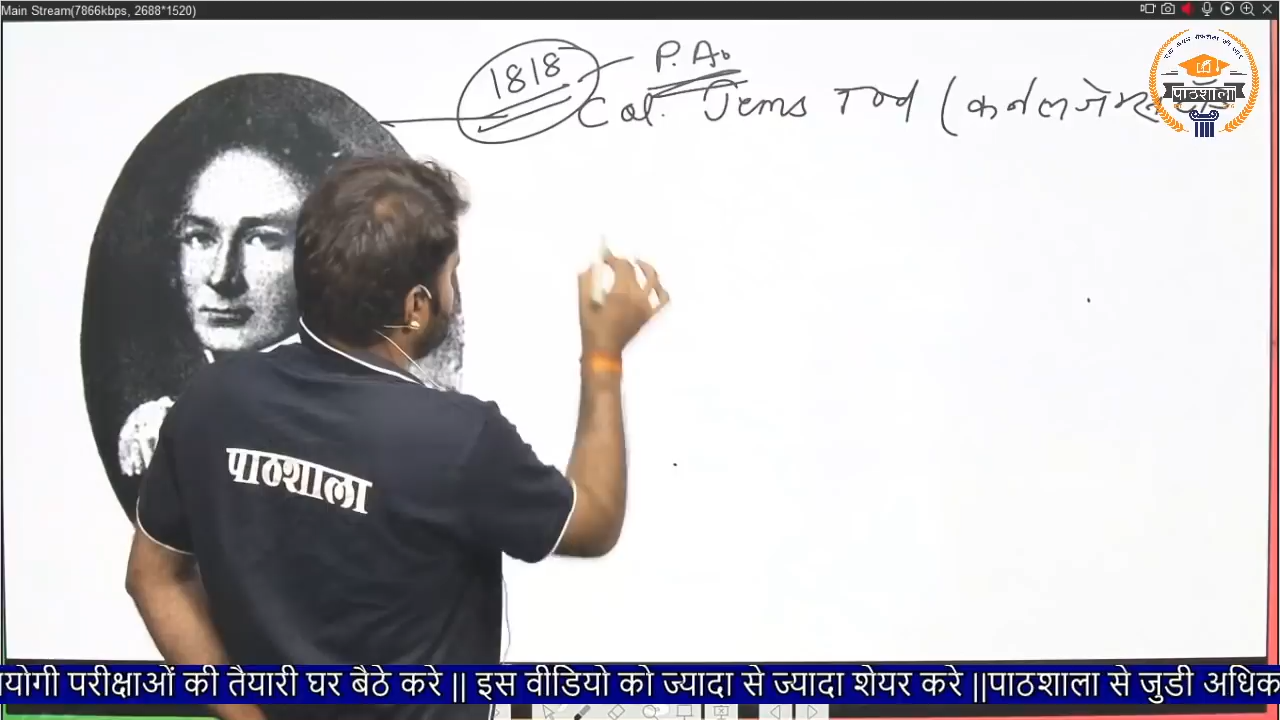 Main Stream(7866kbps, 2688*1520)
1818
P. A.
Col. Jems Tod (कर्नल जेम्स
पाठशाला
पाठशाला
योगी परीक्षाओं की तैयारी घर बैठे करे || इस वीडियो को ज्यादा से ज्यादा शेयर करे ||पाठशाला से जुडी अधिक